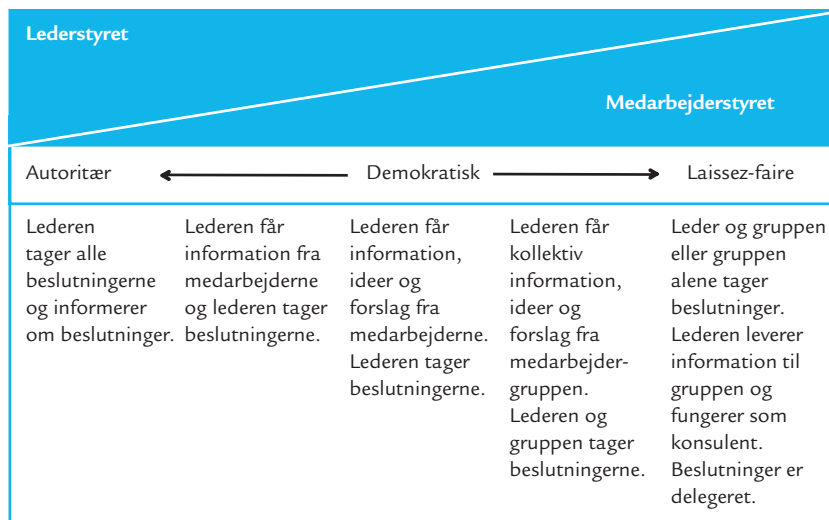 Lederstyret
Medarbejderstyret
Autoritær
Demokratisk
Laissez-faire
Lederen
tager alle
beslutningerne
og informerer
om beslutninger.
Lederen får
information fra
medarbejderne
og lederen tager
beslutningerne.
Lederen får
information,
ideer og
forslag fra
medarbejderne.
Lederen tager
beslutningerne.
Lederen får
kollektiv
information,
ideer og
forslag fra
medarbejder-
gruppen.
Lederen og
gruppen tager
beslutningerne.
Leder og gruppen
eller gruppen
alene tager
beslutninger.
Lederen leverer
information til
gruppen og
fungerer som
konsulent.
Beslutninger er
delegeret.